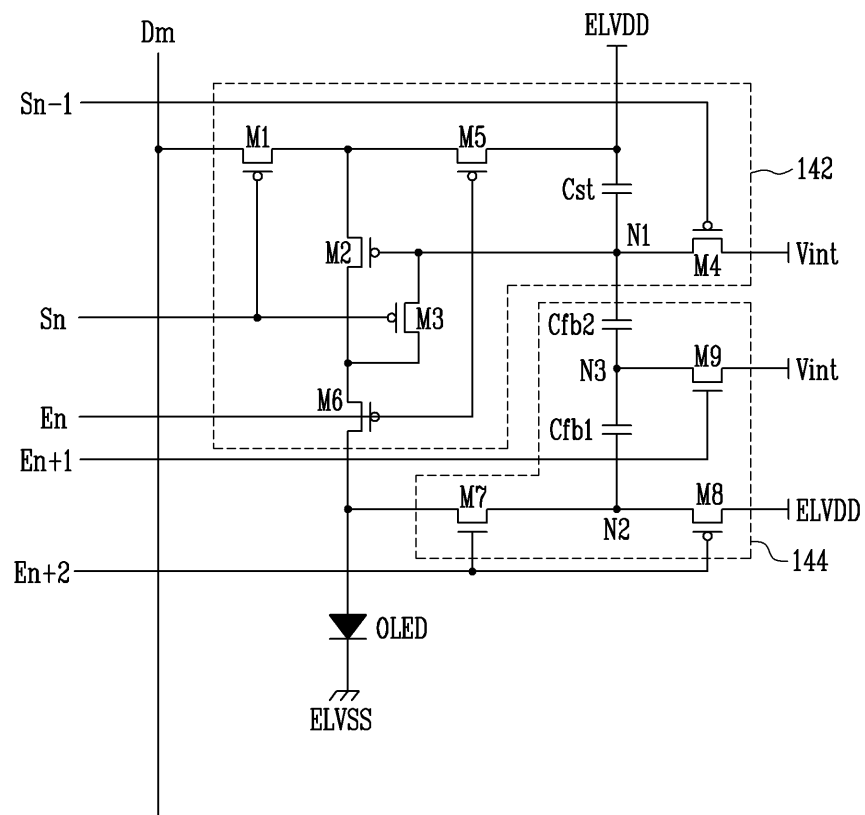 Dm
ELVDD
Sn-1
M1
M5
142
Cst
N1
M2
M4
Vint
Sn
M3
Cfb2
M9
N3
Vint
M6
En
Cfb1
En+1
M7
M8
N2
ELVDD
En+2
144
OLED
ELVSS